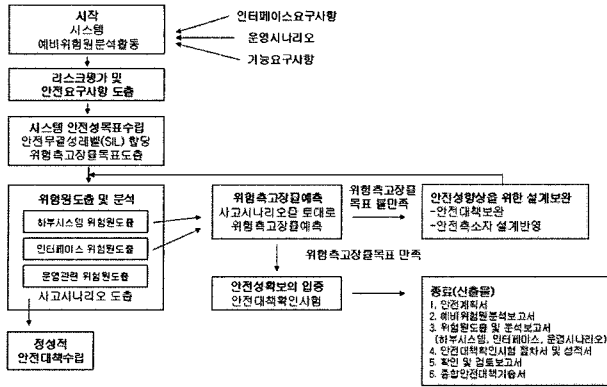 시작
시스템
예비위험원분석활동
인터페이스요구사항
운영시나리오
기능요구사항
리스크평가 및
안전요구사항 도출
시스템 안전성목표수립
안전무결성레벨(SIL) 할당
위험측고장률목표도출
위험원도출 및 분석
하부시스템 위험원도출
인터페이스 위험원도출
운영관련 위험원도출
사고시나리오 도출
정성적
안전대책수립
위험측고장률예측
사고시나리오를 토대로
위험측고장률예측
위험측고장률
목표 불만족
안전성향상을 위한 설계보완
-안전대책보완
-안전측소자 설계반영
위험측고장률목표 만족
안전성확보의 입증
안전대책확인시험
종료(산출물)
1. 안전계획서
2. 예비위험원분석보고서
3. 위험원도출 및 분석보고서
(하부시스템, 인터페이스, 운영시나리오)
4. 안전대책확인시험 절차서 및 성적서
5. 확인 및 검토보고서
6. 종합안전대책기술서